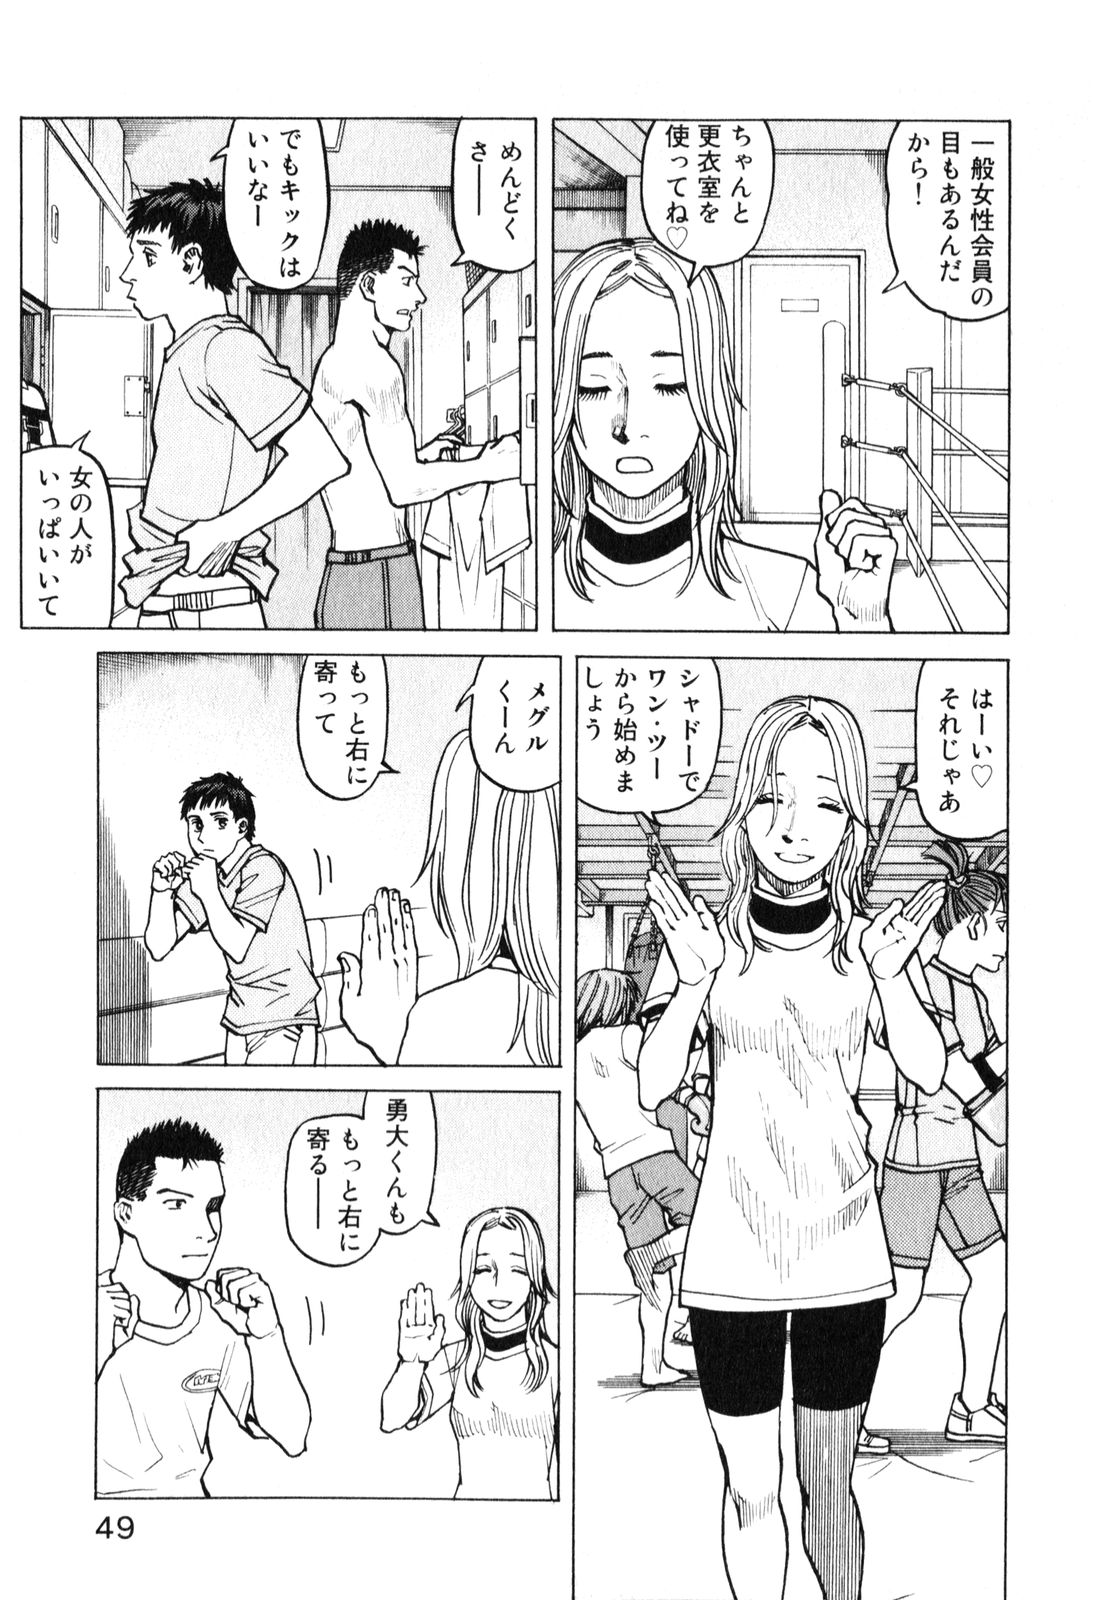 一般女性会員の
目もあるんだ
から！
ちゃんと
更衣室を
使ってね♡
めんどく
さー
でもキックは
いいなー
女の人が
いっぱいいて
はーい♡
それじゃあ
シャドーで
ワン・ツー
から始めま
しょう
メグル
くーん
もっと右に
寄って
勇大くんも
もっと右に
寄るー
49